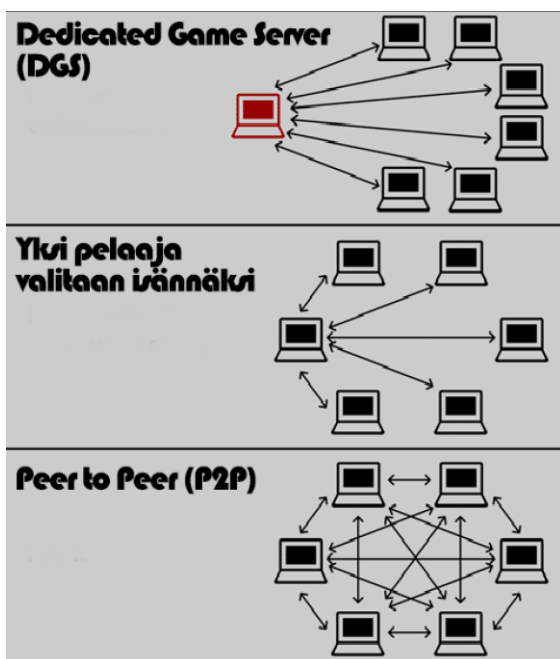 Dedicated Game Server
(DGS)
Yksi pelaaja
valitaan isännäksi
Peer to Peer (P2P)